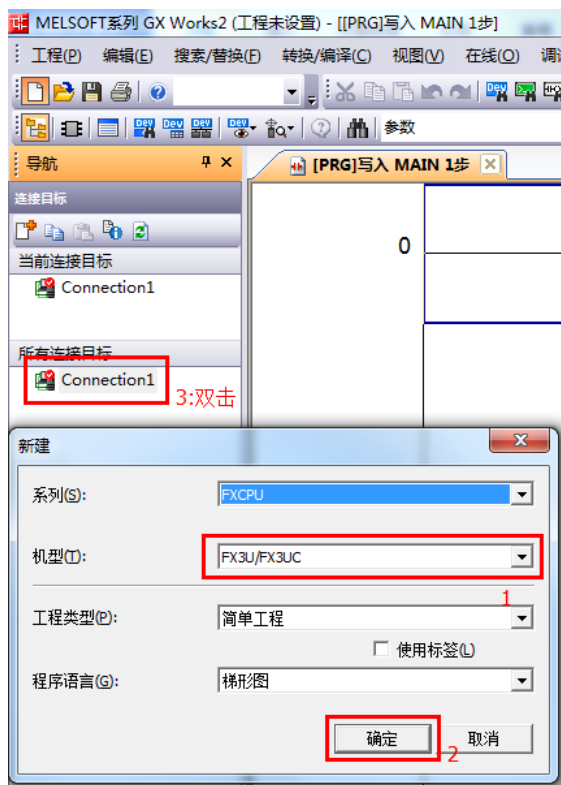 MELSOFT系列 GX Works2 (工程未设置) - [[PRG]写入 MAIN 1步]
工程(P) 编辑(E) 搜索/替换(F) 转换/编译(C) 视图(V) 在线(O)
参数
导航
[PRG]写入 MAIN 1步
连接目标
当前连接目标
0
Connection1
所有连接目标
Connection1
3:双击
新建
系列(S):
FXCPU
机型(T):
FX3U/FX3UC
1
工程类型(P):
简单工程
使用标签(L)
程序语言(G):
梯形图
确定
取消
2